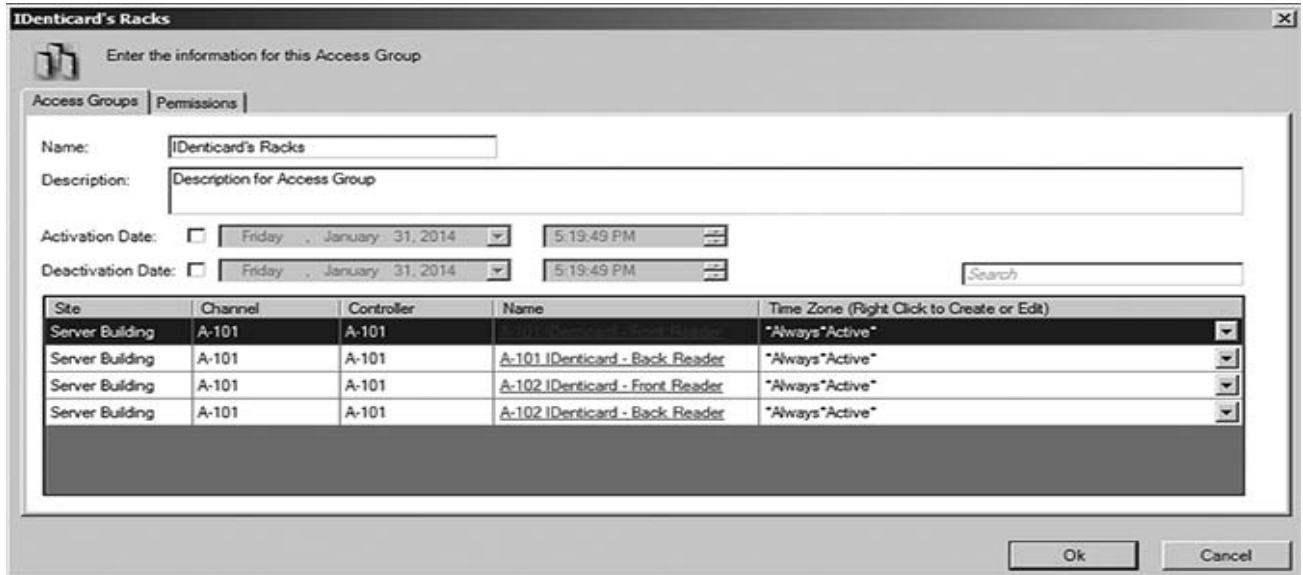 IDenticard's Racks
Enter the information for this Access Group
Access Groups Permissions
Name: IDenticard's Racks
Description: Description for Access Group
Activation Date: Friday , January 31, 2014 5:19:49 PM
Deactivation Date: Friday , January 31, 2014 5:19:49 PM
Search
Site Channel Controller Name Time Zone (Right Click to Create or Edit)
Server Building A-101 A-101 A-101 IDenticard - Front Reader "Always"Active"
Server Building A-101 A-101 A-101 IDenticard - Back Reader "Always"Active"
Server Building A-101 A-101 A-102 IDenticard - Front Reader "Always"Active"
Server Building A-101 A-101 A-102 IDenticard - Back Reader "Always"Active"
Ok Cancel